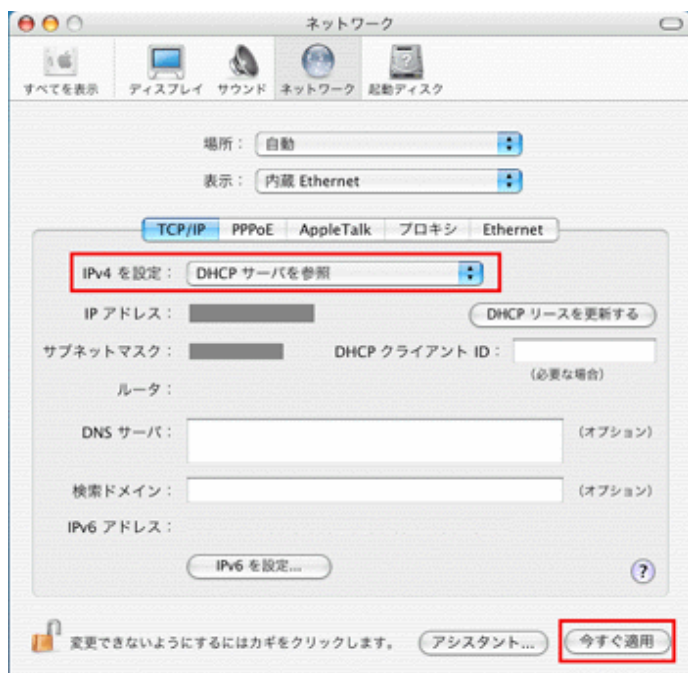 ネットワーク
すべてを表示 ディスプレイ サウンド ネットワーク 起動ディスク
場所： 自動
表示： 内蔵 Ethernet
TCP/IP PPPoE AppleTalk プロキシ Ethernet
IPv4 を設定： DHCP サーバを参照
IP アドレス： DHCP リースを更新する
サブネットマスク： DHCP クライアント ID：
(必要な場合)
ルータ：
DNS サーバ： (オプション)
検索ドメイン： (オプション)
IPv6 アドレス：
IPv6 を設定...
?
変更できないようにするにはカギをクリックします。 アシスタント... 今すぐ適用